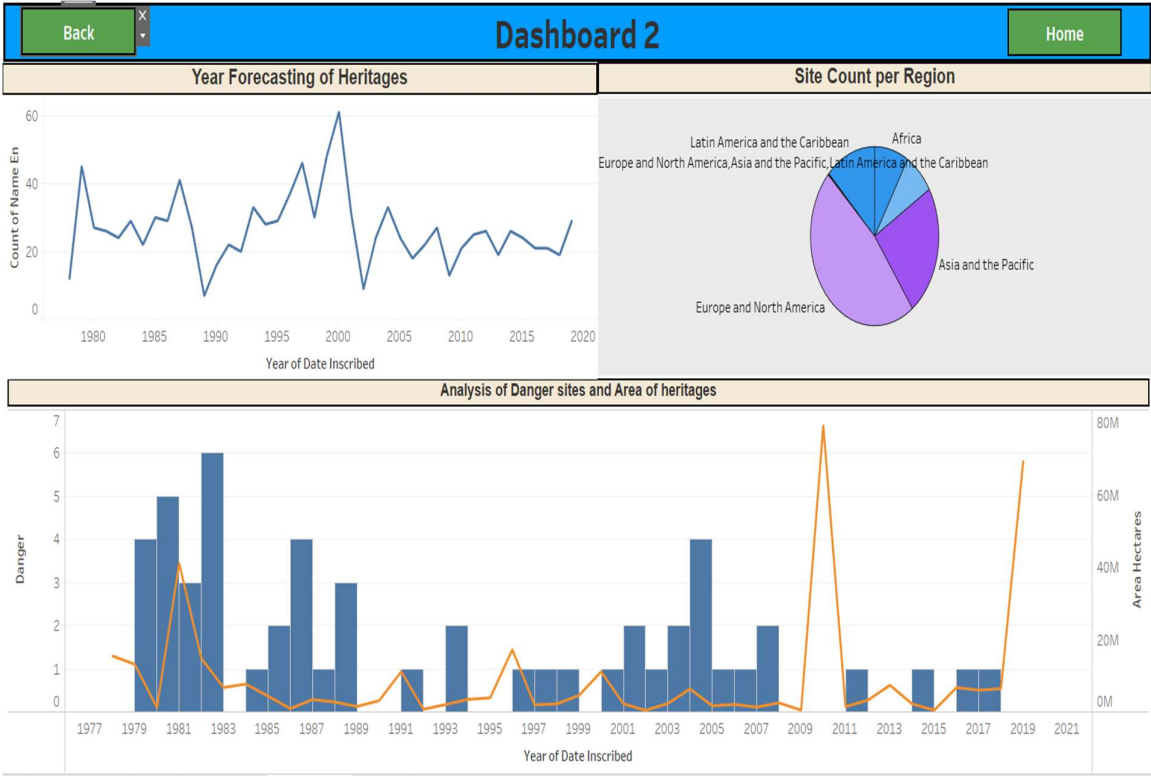 Back
X
Dashboard 2
Home
Year Forecasting of Heritages
Site Count per Region
60
40
20
0
Count of Name En
1980 1985 1990 1995 2000 2005 2010 2015 2020
Year of Date Inscribed
Latin America and the Caribbean
Africa
Europe and North America,Asia and the Pacific,Latin America and the Caribbean
Asia and the Pacific
Europe and North America
Analysis of Danger sites and Area of heritages
7
6
5
4
3
2
1
0
Danger
80M
60M
40M
20M
0M
Area Hectares
1977 1979 1981 1983 1985 1987 1989 1991 1993 1995 1997 1999 2001 2003 2005 2007 2009 2011 2013 2015 2017 2019 2021
Year of Date Inscribed